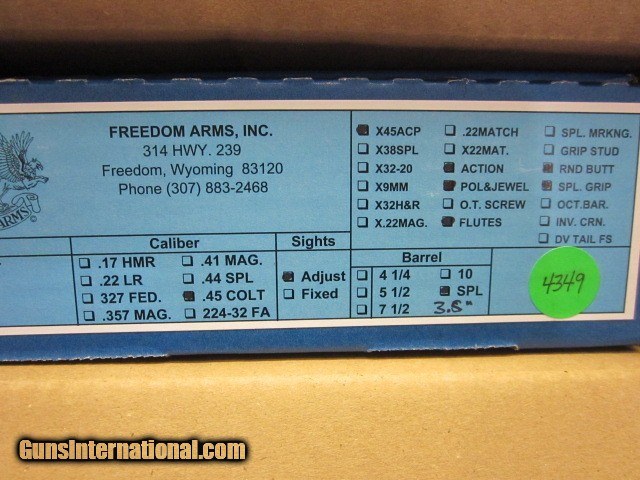 FREEDOM ARMS, INC.
314 HWY. 239
Freedom, Wyoming 83120
Phone (307) 883-2468
ARMS
X45ACP .22MATCH SPL. MRKNG.
X38SPL X22MAT. GRIP STUD
X32-20 ACTION RND BUTT
X9MM POL&JEWEL SPL. GRIP
X32H&R O.T. SCREW OCT.BAR.
X.22MAG. FLUTES INV. CRN.
DV TAIL FS
Caliber Sights Barrel
.17 HMR .41 MAG.
.22 LR .44 SPL
327 FED. .45 COLT
.357 MAG. 224-32 FA
Adjust
Fixed
4 1/4 10
5 1/2 SPL
7 1/2 3.5"
4349
GunsInternational.com